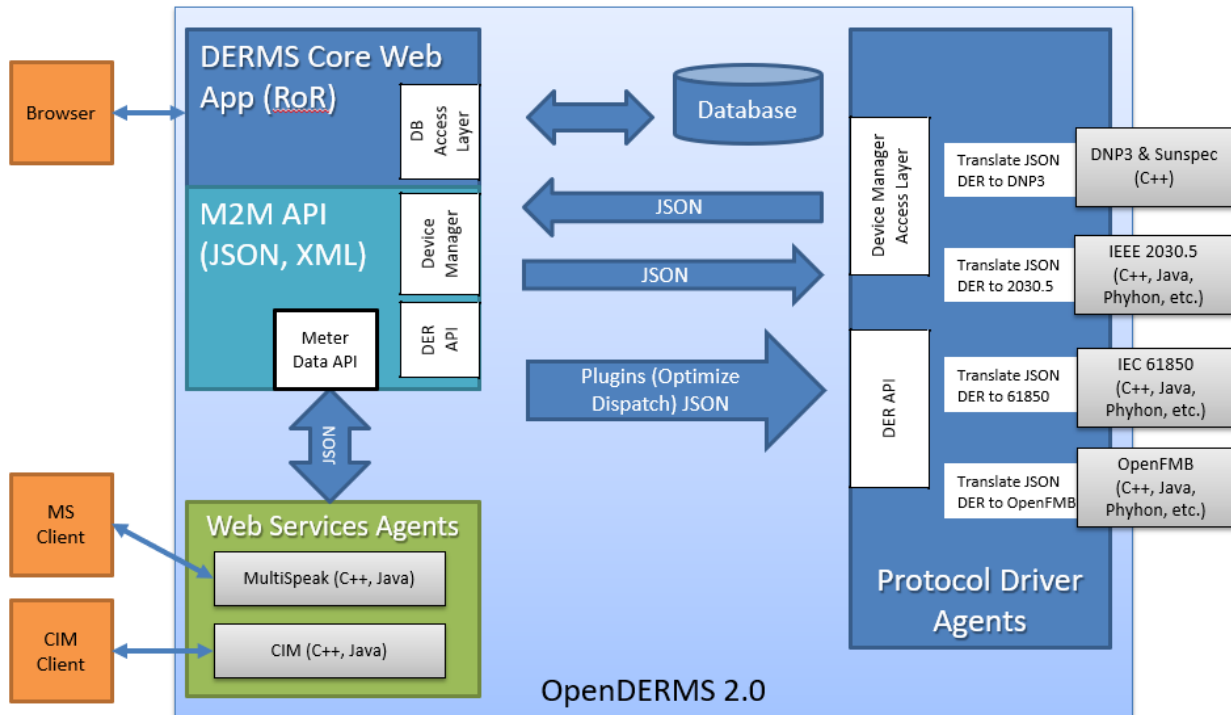 DERMS Core Web
App (RoR)
DB
Access
Layer
Database
Browser
M2M API
(JSON, XML)
Device
Manager
DER
API
Meter
Data API
JSON
JSON
JSON
Plugins (Optimize
Dispatch) JSON
Device Manager
Access Layer
DER API
Translate JSON
DER to DNP3
DNP3 & Sunspec
(C++)
Translate JSON
DER to 2030.5
IEEE 2030.5
(C++, Java,
Phyhon, etc.)
Translate JSON
DER to 61850
IEC 61850
(C++, Java,
Phyhon, etc.)
Translate JSON
DER to OpenFMB
OpenFMB
(C++, Java,
Phyhon, etc.)
Protocol Driver
Agents
MS
Client
CIM
Client
Web Services Agents
MultiSpeak (C++, Java)
CIM (C++, Java)
OpenDERMS 2.0